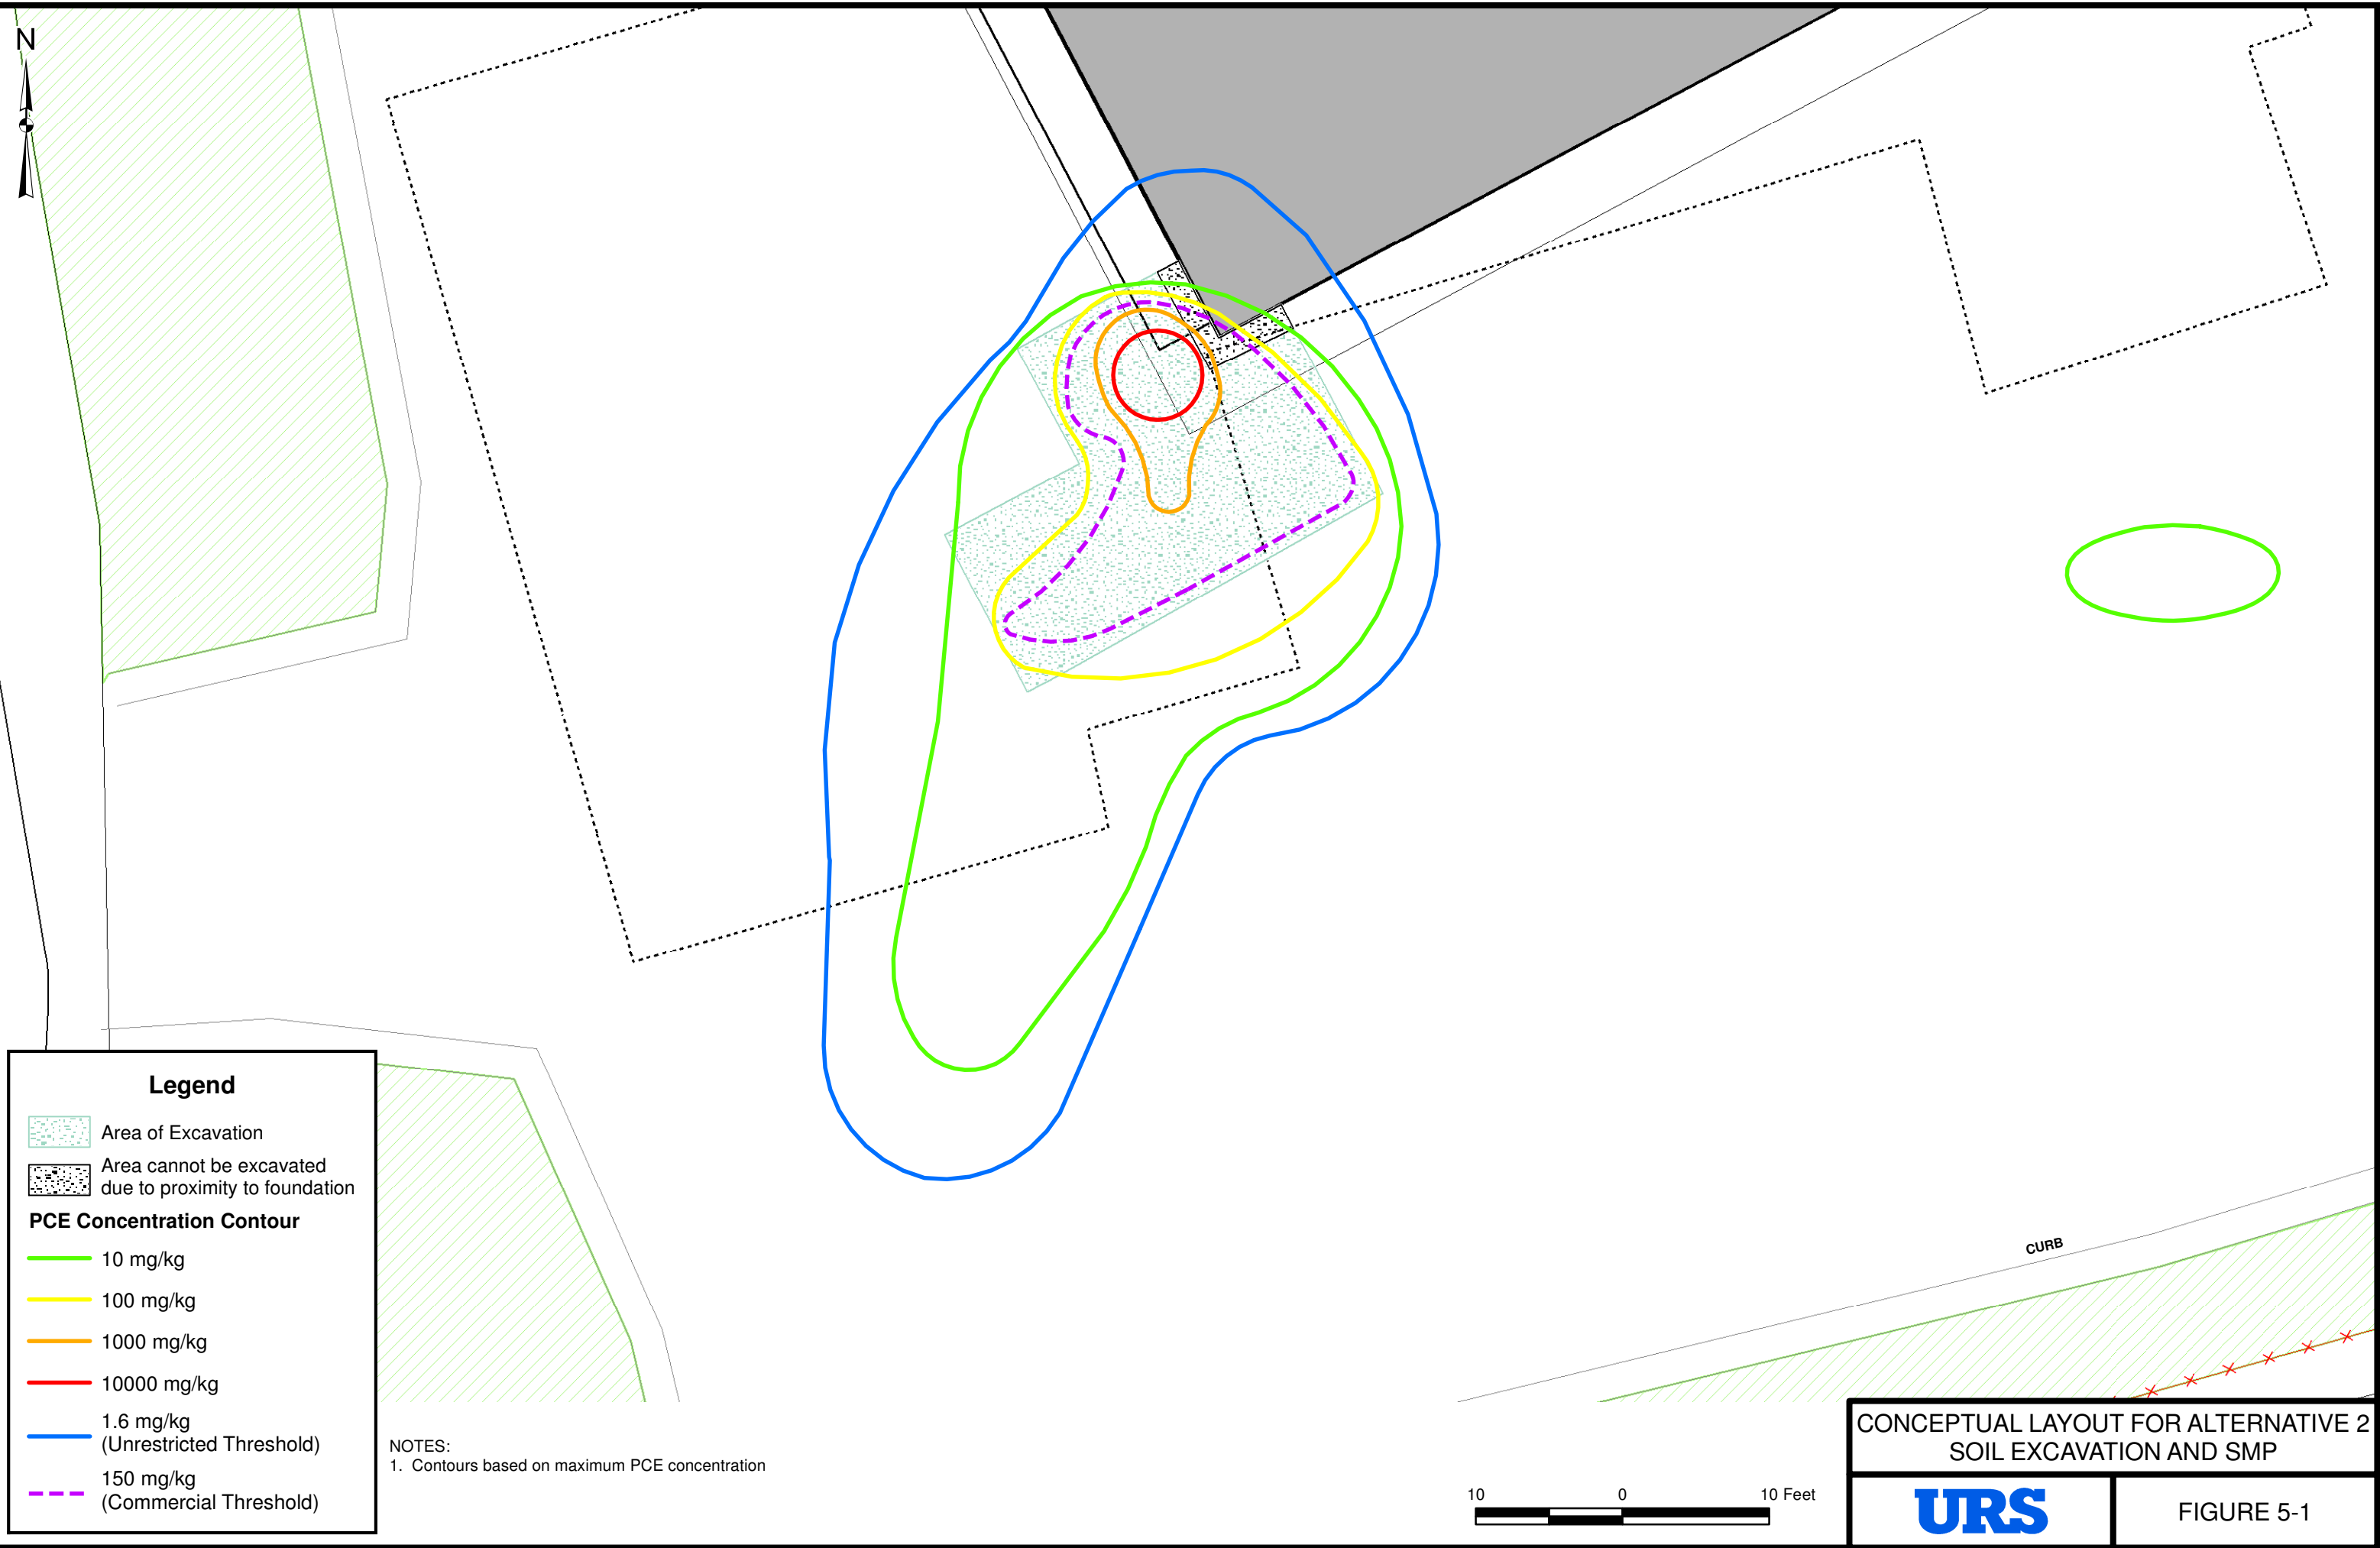 N
CURB
Legend
Area of Excavation
Area cannot be excavated
due to proximity to foundation
PCE Concentration Contour
10 mg/kg
100 mg/kg
1000 mg/kg
10000 mg/kg
1.6 mg/kg
(Unrestricted Threshold)
150 mg/kg
(Commercial Threshold)
NOTES:
1. Contours based on maximum PCE concentration
10 0 10 Feet
CONCEPTUAL LAYOUT FOR ALTERNATIVE 2
SOIL EXCAVATION AND SMP
URS
FIGURE 5-1